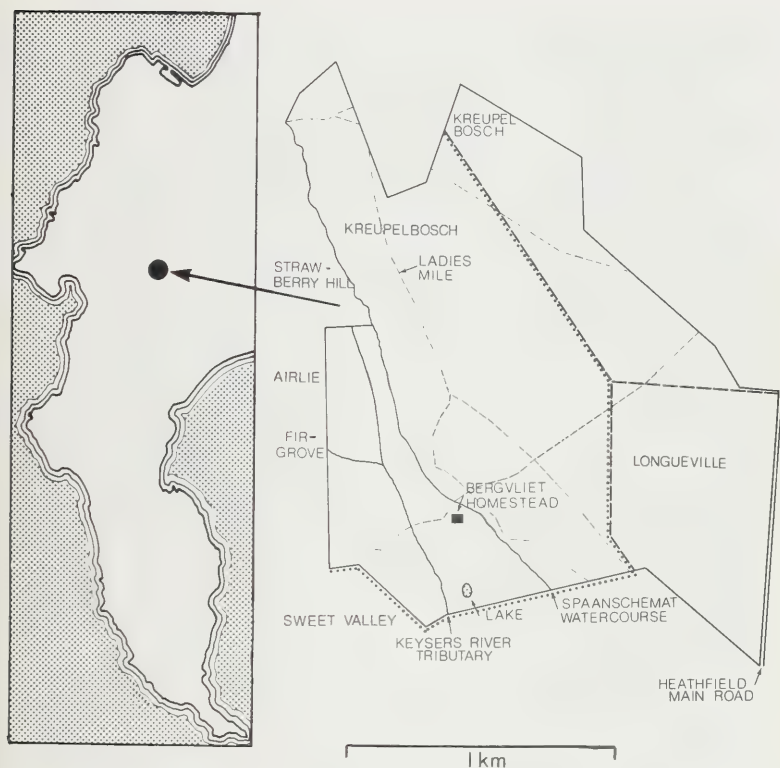 KREUPEL
BOSCH
KREUPELBOSCH
STRAW-
BERRY HILL
LADIES
MILE
AIRLIE
FIR-
GROVE
LONGUEVILLE
BERGVLIET
HOMESTEAD
SWEET VALLEY
LAKE
SPAANSCHEMAT
WATERCOURSE
KEYSERS RIVER
TRIBUTARY
HEATHFIELD
MAIN ROAD
1km